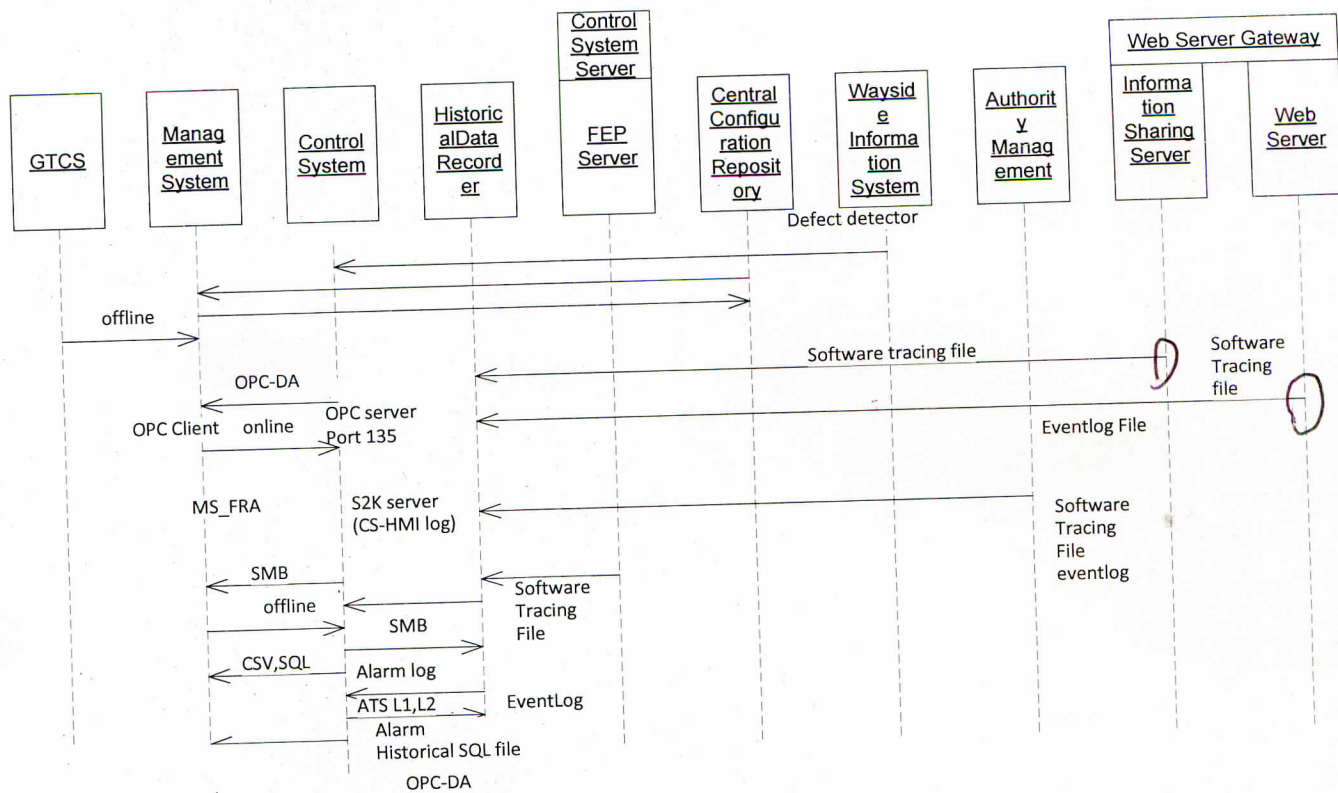 Control
System
Server
Web Server Gateway
GTCS
Manag
ement
System
Control
System
Historic
alData
Record
er
FEP
Server
Central
Configu
ration
Reposit
ory
Waysid
e
Information
System
Authorit
y
Manag
ement
Informa
tion
Sharing
Server
Web
Server
Defect detector
offline
Software tracing file
Software
Tracing
file
OPC-DA
OPC Client
online
OPC server
Port 135
Eventlog File
MS_FRA
S2K server
(CS-HMI log)
Software
Tracing
File
eventlog
SMB
offline
Software
Tracing
File
SMB
CSV,SQL
Alarm log
ATS L1,L2
EventLog
Alarm
Historical SQL file
OPC-DA